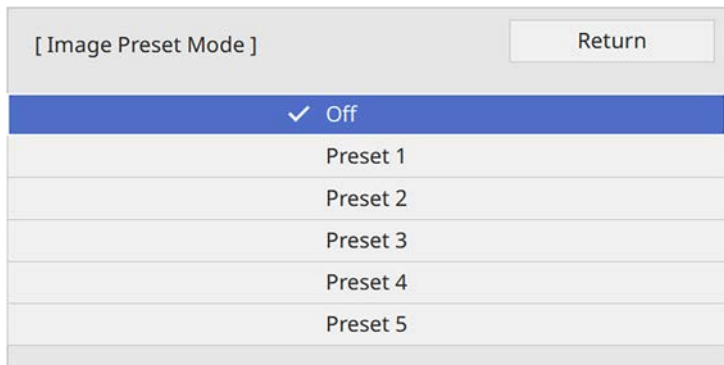 [ Image Preset Mode ]
Return
Off
Preset 1
Preset 2
Preset 3
Preset 4
Preset 5